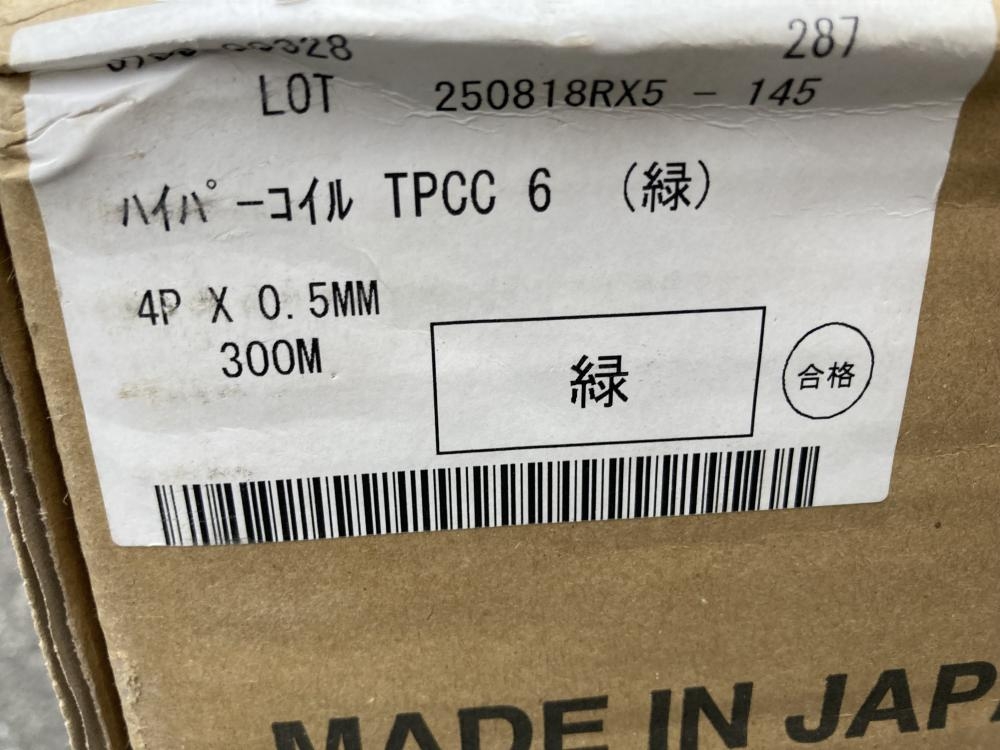 287
LOT 250818RX5 - 145
ﾊｲﾊﾟｰｺｲﾙ TPCC 6 (緑)
4P X 0.5MM
300M
緑
合格
MADE IN